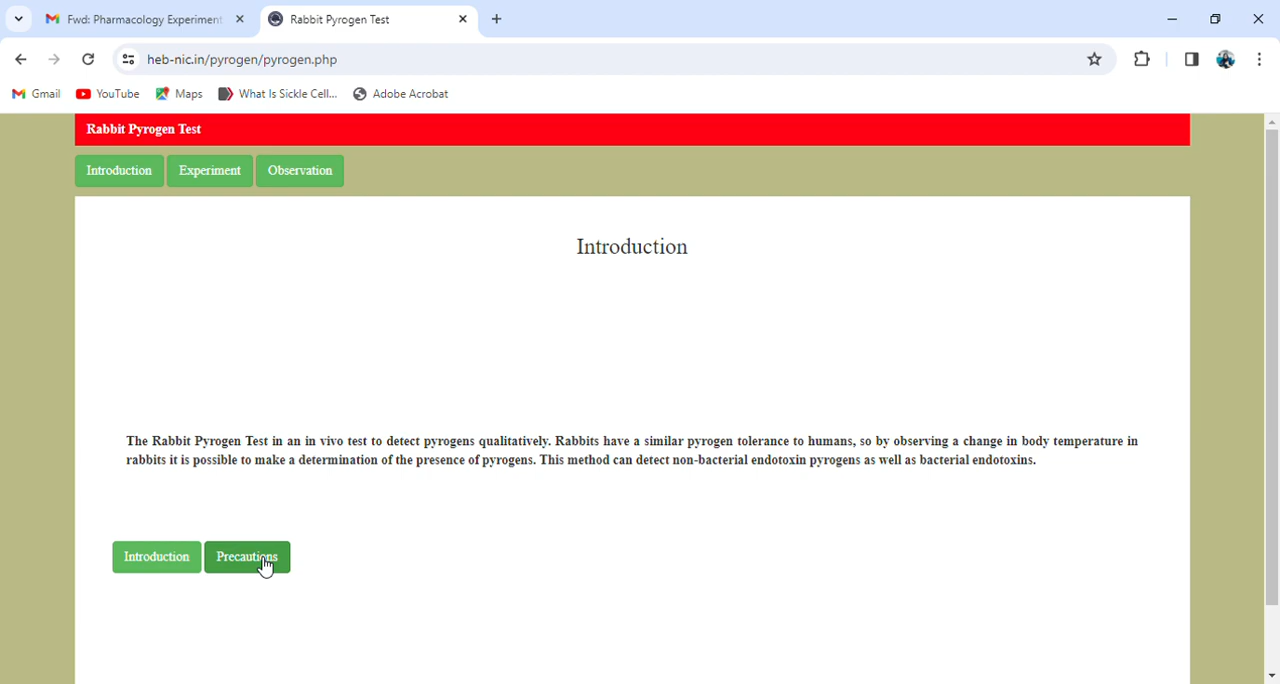 Fwd: Pharmacology Experiment
Rabbit Pyrogen Test
heb-nic.in/pyrogen/pyrogen.php
Gmail YouTube Maps What Is Sickle Cell... Adobe Acrobat
Rabbit Pyrogen Test
Introduction Experiment Observation
Introduction
The Rabbit Pyrogen Test in an in vivo test to detect pyrogens qualitatively. Rabbits have a similar pyrogen tolerance to humans, so by observing a change in body temperature in
rabbits it is possible to make a determination of the presence of pyrogens. This method can detect non-bacterial endotoxin pyrogens as well as bacterial endotoxins.
Introduction Precautions